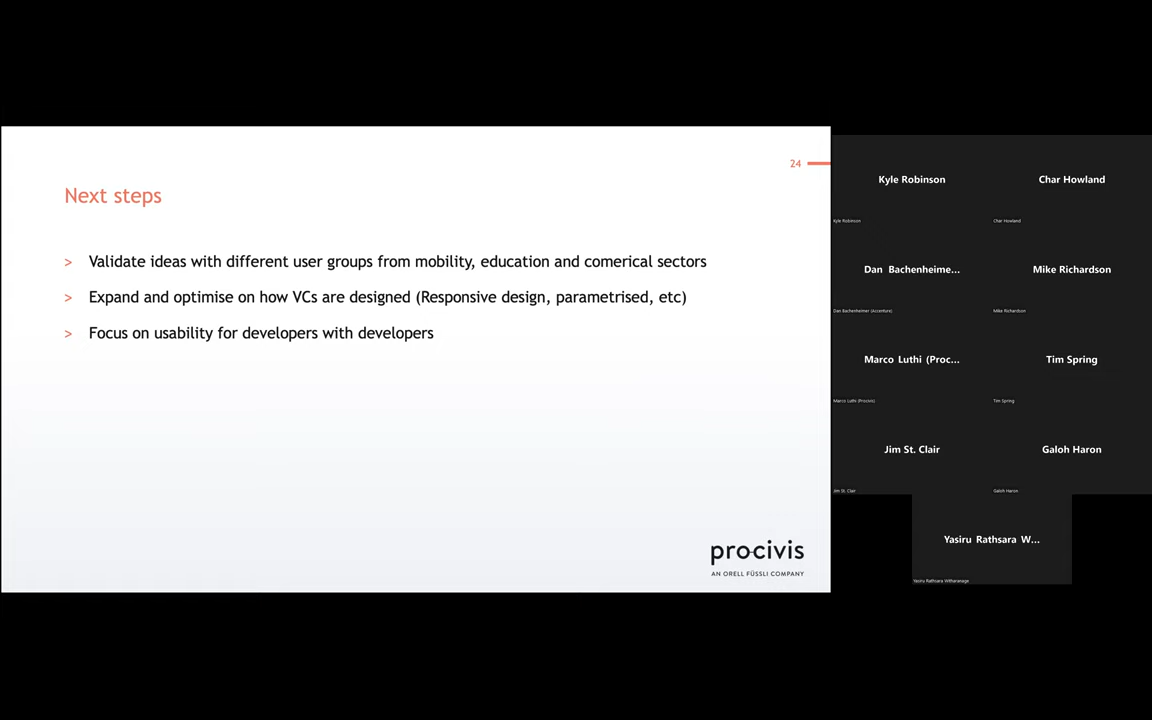 24
Next steps
> Validate ideas with different user groups from mobility, education and comerical sectors
> Expand and optimise on how VCs are designed (Responsive design, parametrised, etc)
> Focus on usability for developers with developers
procivis
AN ORELL FÜSSLI COMPANY
Kyle Robinson
Kyle Robinson
Char Howland
Char Howland
Dan Bachenheime...
Dan Bachenheimer (Accenture)
Mike Richardson
Mike Richardson
Marco Luthi (Proc...
Marco Luthi (Procivis)
Tim Spring
Tim Spring
Jim St. Clair
Jim St. Clair
Galoh Haron
Galoh Haron
Yasiru Rathsara W...
Yasiru Rathsara Witharanage